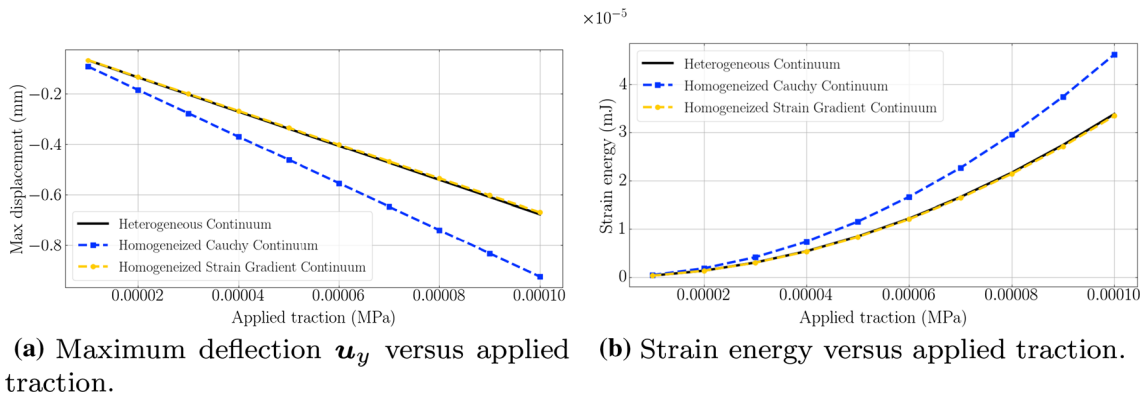 Max displacement (mm)
−0.2
−0.4
−0.6
−0.8
Heterogeneous Continuum
Homogeneized Cauchy Continuum
Homogeneized Strain Gradient Continuum
0.00002 0.00004 0.00006 0.00008 0.00010
Applied traction (MPa)
(a) Maximum deflection u_y versus applied
traction.
×10⁻⁵
Strain energy (mJ)
4
3
2
1
0
Heterogeneous Continuum
Homogeneized Cauchy Continuum
Homogeneized Strain Gradient Continuum
0.00002 0.00004 0.00006 0.00008 0.00010
Applied traction (MPa)
(b) Strain energy versus applied traction.